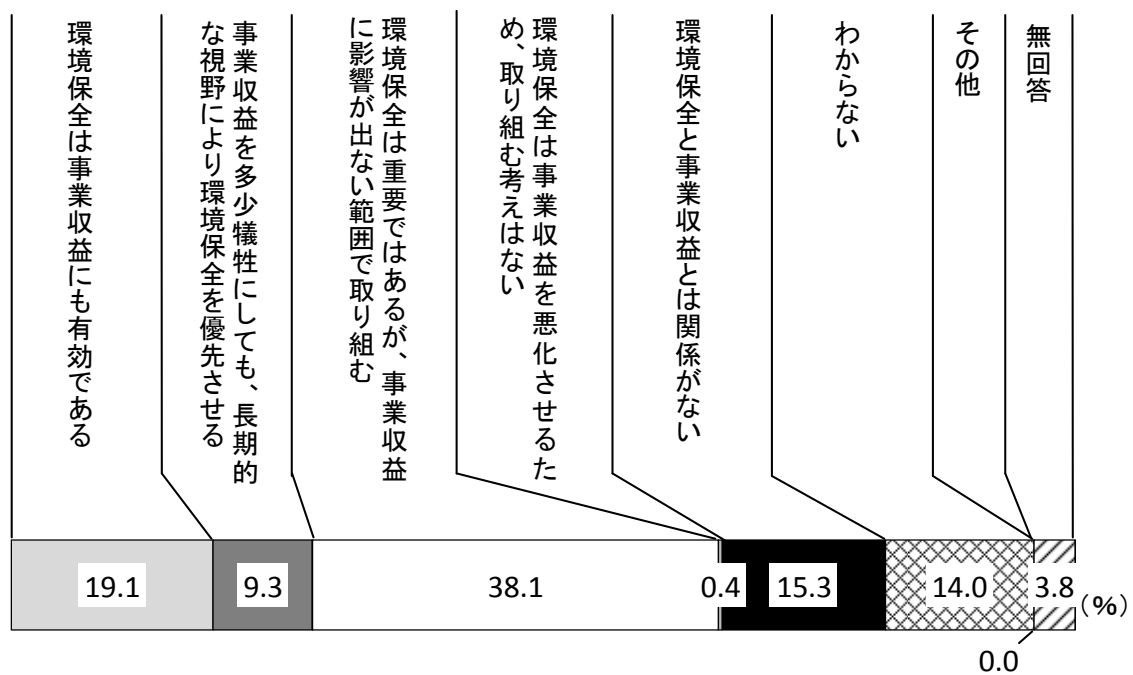 環境保全は事業収益にも有効である
事業収益を多少犠牲にしても、長期的
な視野により環境保全を優先させる
環境保全は重要ではあるが、事業収益
に影響が出ない範囲で取り組む
環境保全は事業収益を悪化させるた
め、取り組む考えはない
環境保全と事業収益とは関係がない
わからない
その他
無回答
19.1
9.3
38.1
0.4
15.3
14.0
3.8
(%)
0.0